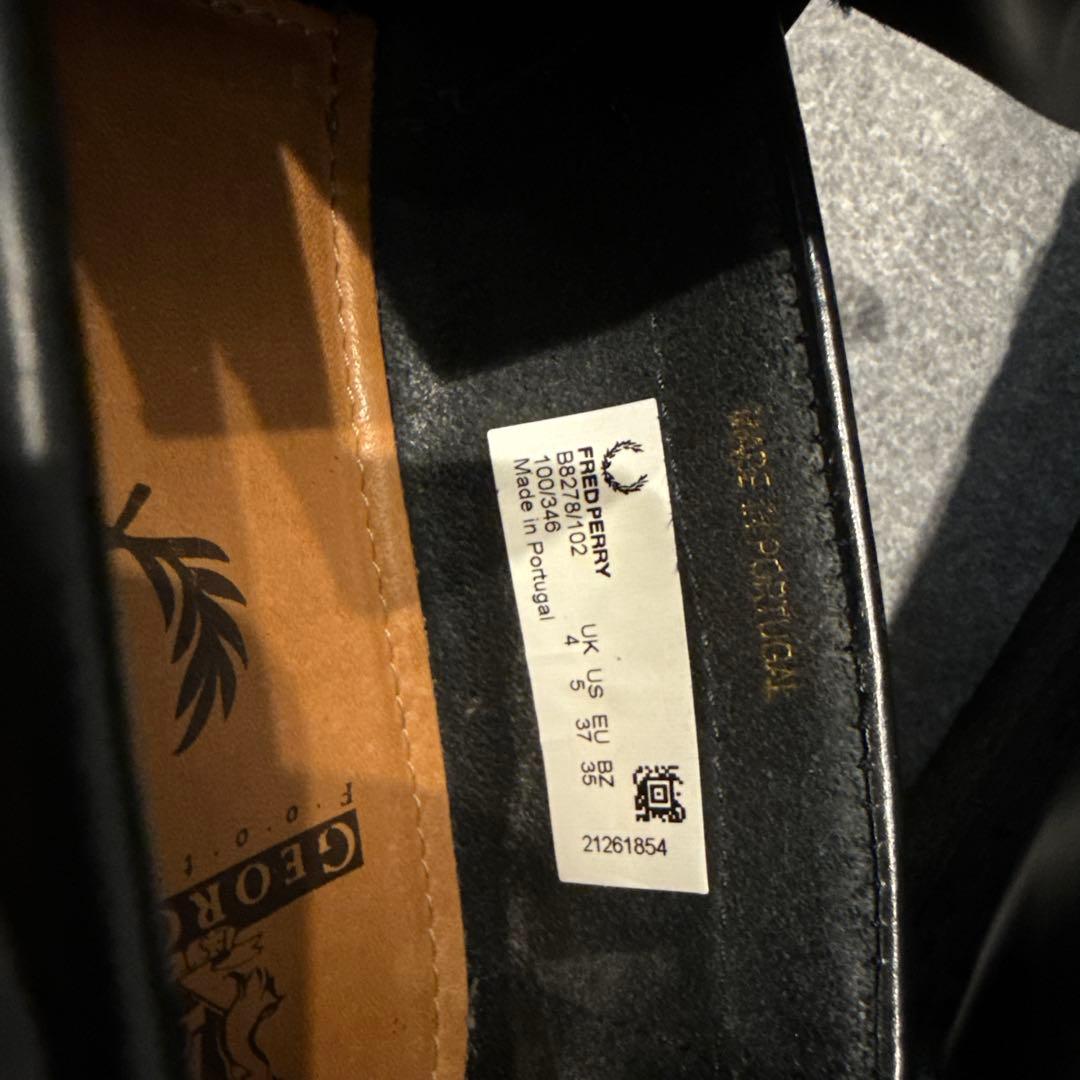 FRED PERRY
B8278/102
100/346
Made in Portugal
UK US EU BZ
4 5 37 35
21261854
MADE IN PORTUGAL
F.O.O.T
GEORG